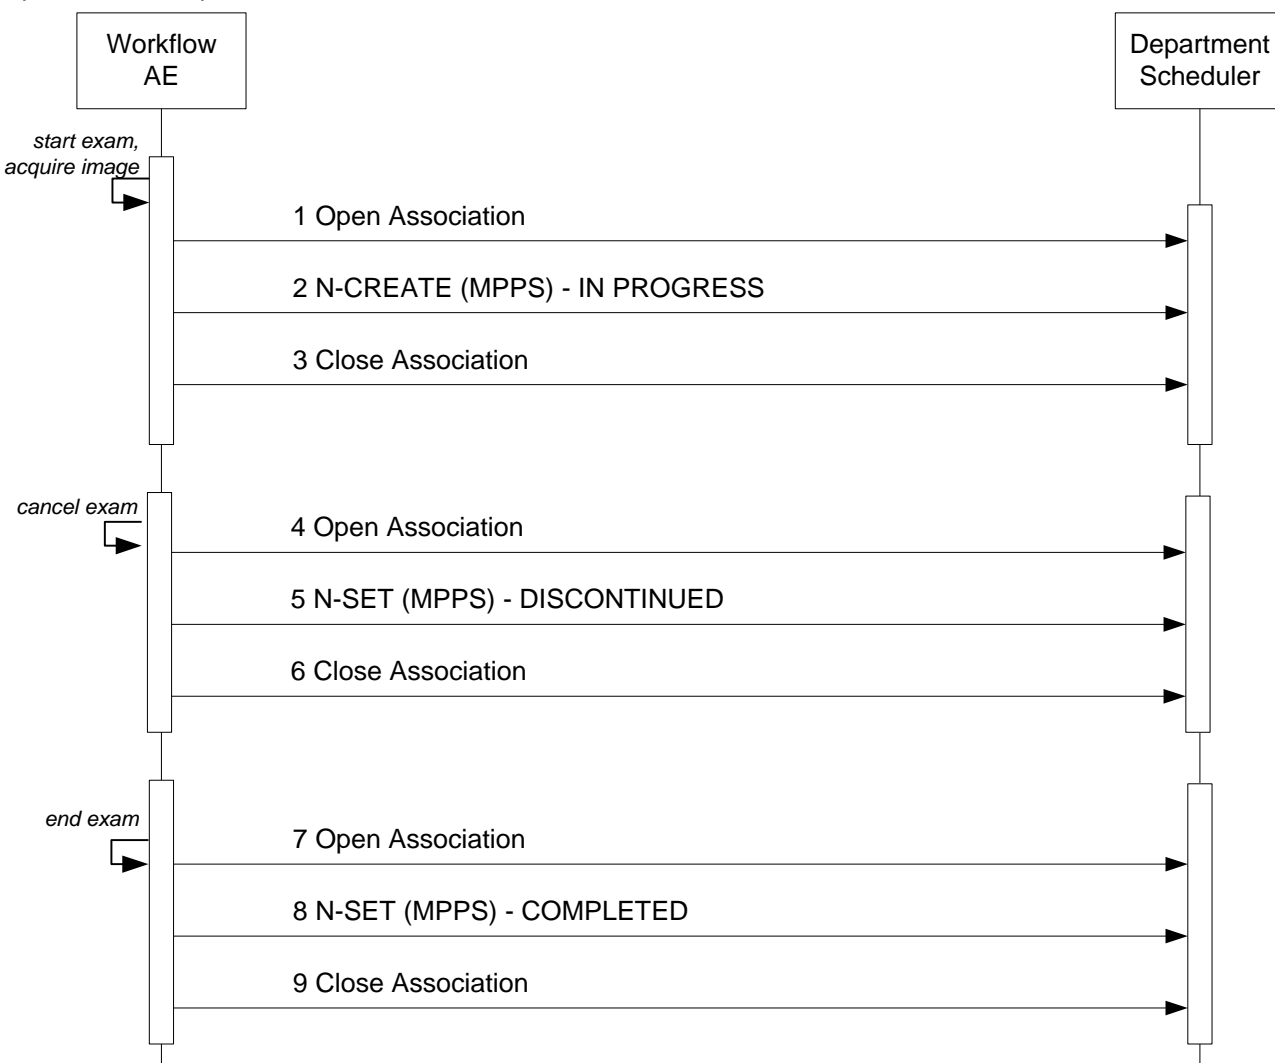 Workflow
AE
Department
Scheduler
start exam,
acquire image
1 Open Association
2 N-CREATE (MPPS) - IN PROGRESS
3 Close Association
cancel exam
4 Open Association
5 N-SET (MPPS) - DISCONTINUED
6 Close Association
end exam
7 Open Association
8 N-SET (MPPS) - COMPLETED
9 Close Association